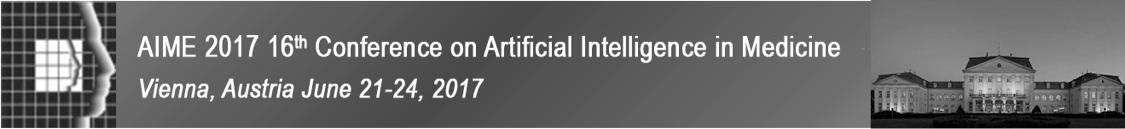 AIME 2017 16th Conference on Artificial Intelligence in Medicine
Vienna, Austria June 21-24, 2017